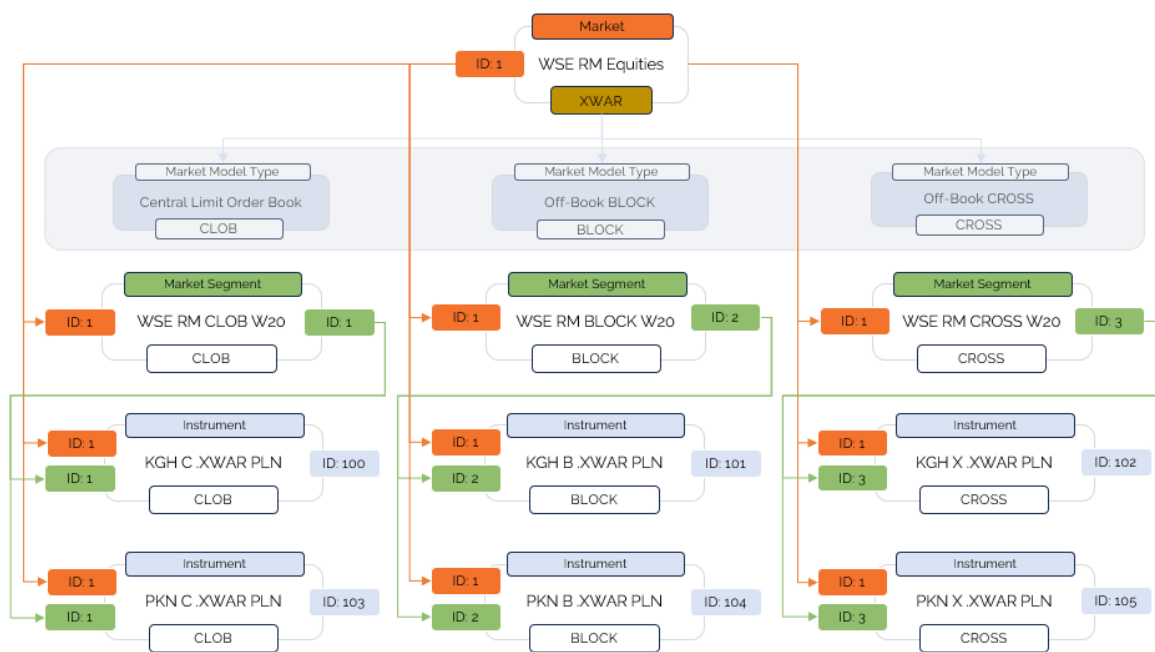 Market
ID: 1
WSE RM Equities
XWAR
Market Model Type
Central Limit Order Book
CLOB
Market Model Type
Off-Book BLOCK
BLOCK
Market Model Type
Off-Book CROSS
CROSS
Market Segment
ID: 1
WSE RM CLOB W20
ID: 1
CLOB
Market Segment
ID: 1
WSE RM BLOCK W20
ID: 2
BLOCK
Market Segment
ID: 1
WSE RM CROSS W20
ID: 3
CROSS
Instrument
ID: 1
KGH C .XWAR PLN
ID: 1
ID: 100
CLOB
Instrument
ID: 1
KGH B .XWAR PLN
ID: 2
ID: 101
BLOCK
Instrument
ID: 1
KGH X .XWAR PLN
ID: 3
ID: 102
CROSS
Instrument
ID: 1
PKN C .XWAR PLN
ID: 1
ID: 103
CLOB
Instrument
ID: 1
PKN B .XWAR PLN
ID: 2
ID: 104
BLOCK
Instrument
ID: 1
PKN X .XWAR PLN
ID: 3
ID: 105
CROSS